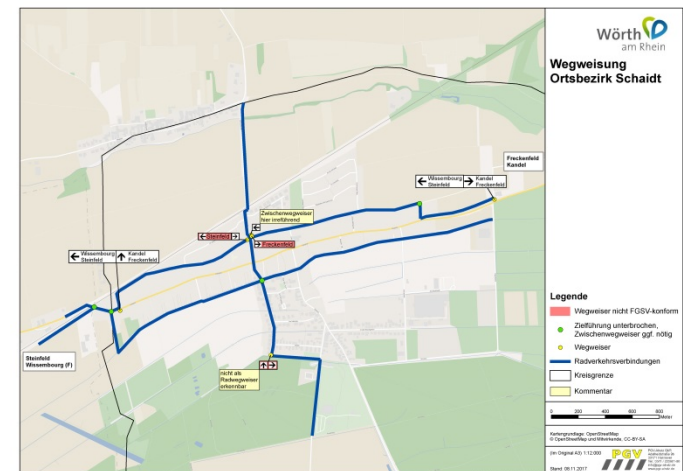 Wörth
am Rhein
Wegweisung
Ortsbezirk Schaidt
Freckenfeld
Kandel
Wissembourg
Steinfeld
Kandel
Freckenfeld
Zwischenwegweiser
hier irreführend
Steinfeld
Freckenfeld
Wissembourg
Steinfeld
Kandel
Freckenfeld
Steinfeld
Wissembourg (F)
nicht als
Radwegweiser
erkennbar
Legende
Wegweiser nicht FGSV-konform
Zielführung unterbrochen,
Zwischenwegweiser ggf. nötig
Wegweiser
Radverkehrsverbindungen
Kreisgrenze
Kommentar
0 200 400 600 800
Meter
Kartengrundlage: OpenStreetMap
© OpenStreetMap und Mitwirkende, CC-BY-SA
(im Original A3) 1:12.000
Stand: 09.11.2017
PGV